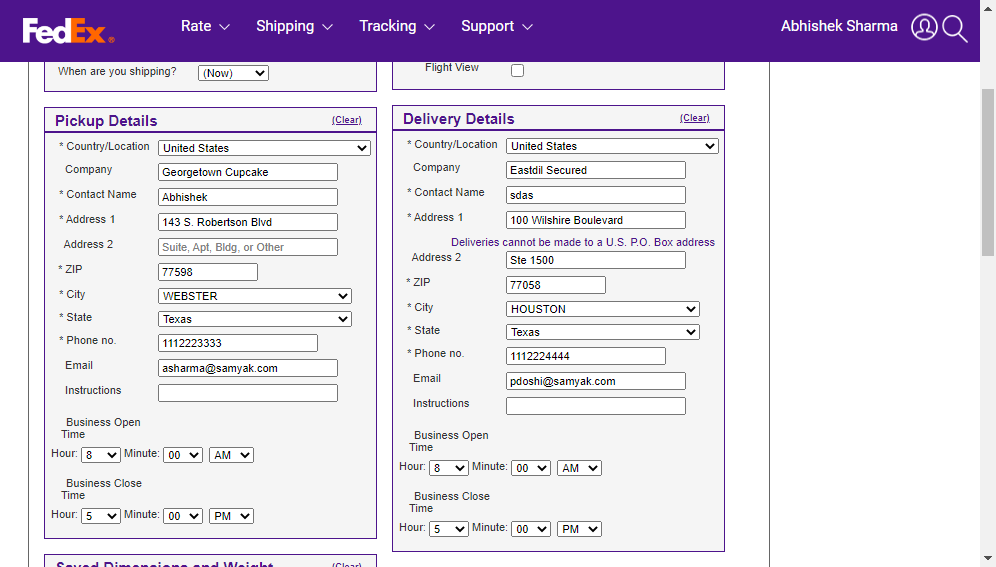 FedEx® Rate Shipping Tracking Support Abhishek Sharma
When are you shipping? (Now)
Flight View
Pickup Details (Clear)
* Country/Location United States
Company Georgetown Cupcake
* Contact Name Abhishek
* Address 1 143 S. Robertson Blvd
Address 2 Suite, Apt, Bldg, or Other
* ZIP 77598
* City WEBSTER
* State Texas
* Phone no. 1112223333
Email asharma@samyak.com
Instructions
Business Open
Time
Hour: 8 Minute: 00 AM
Business Close
Time
Hour: 5 Minute: 00 PM
Delivery Details (Clear)
* Country/Location United States
Company Eastdil Secured
* Contact Name sdas
* Address 1 100 Wilshire Boulevard
Deliveries cannot be made to a U.S. P.O. Box address
Address 2 Ste 1500
* ZIP 77058
* City HOUSTON
* State Texas
* Phone no. 1112224444
Email pdoshi@samyak.com
Instructions
Business Open
Time
Hour: 8 Minute: 00 AM
Business Close
Time
Hour: 5 Minute: 00 PM
Saved Dimensions and Weight (Clear)